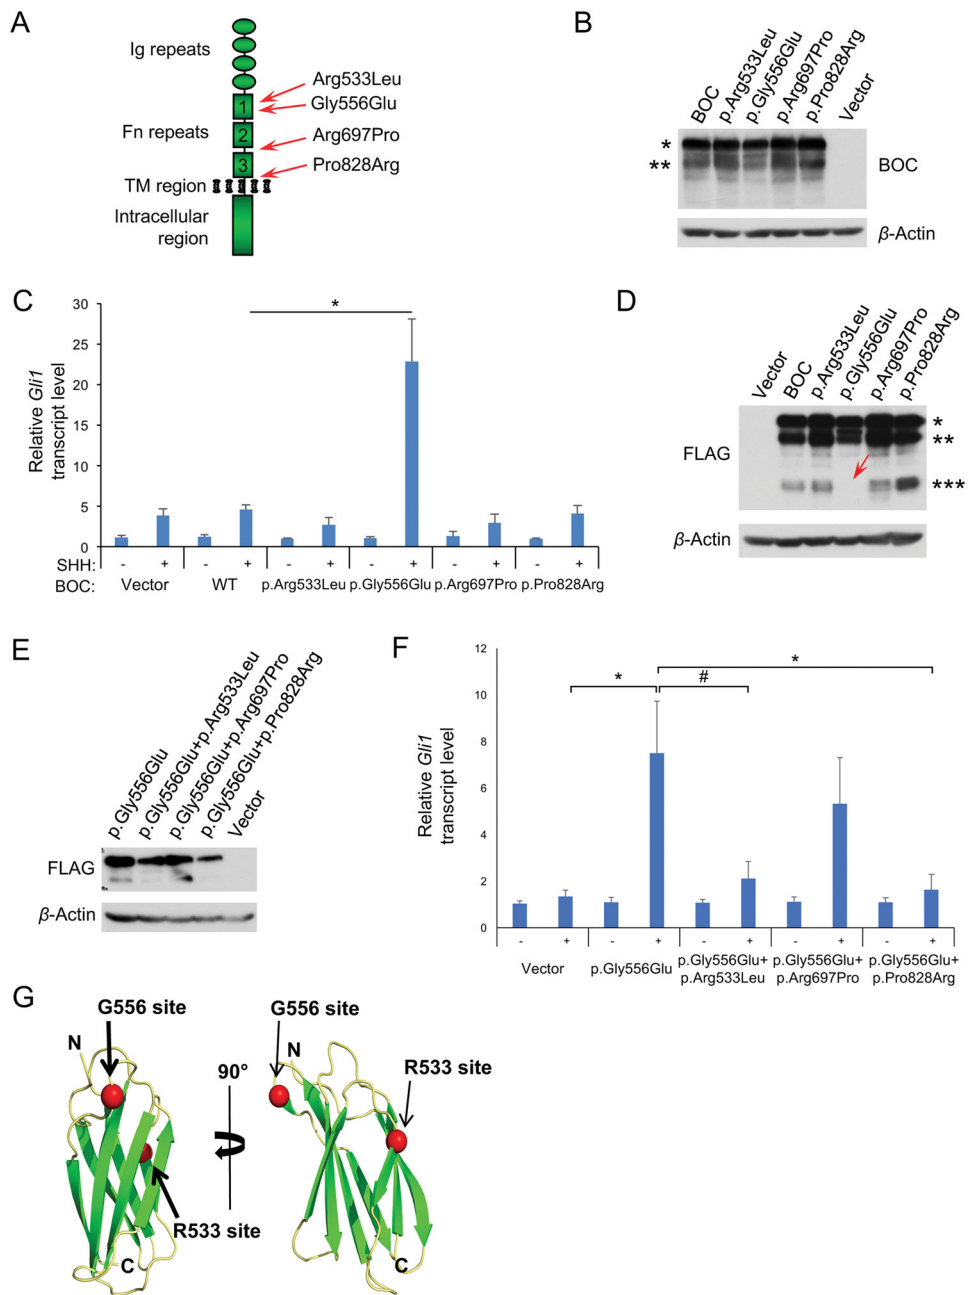 A
Ig repeats
Arg533Leu
Gly556Glu
Fn repeats
1
2
3
Arg697Pro
Pro828Arg
TM region
Intracellular
region
B
BOC
p.Arg533Leu
p.Gly556Glu
p.Arg697Pro
p.Pro828Arg
Vector
*
**
BOC
β-Actin
C
Relative Gli1
transcript level
30
25
20
15
10
5
0
*
SHH: - + - + - + - + - + - +
BOC: Vector WT p.Arg533Leu p.Gly556Glu p.Arg697Pro p.Pro828Arg
D
Vector
BOC
p.Arg533Leu
p.Gly556Glu
p.Arg697Pro
p.Pro828Arg
FLAG
*
**
***
β-Actin
E
p.Gly556Glu
p.Gly556Glu+p.Arg533Leu
p.Gly556Glu+p.Arg697Pro
p.Gly556Glu+p.Pro828Arg
Vector
FLAG
β-Actin
F
Relative Gli1
transcript level
12
10
8
6
4
2
0
*
#
*
- + - + - + - + - +
Vector p.Gly556Glu p.Gly556Glu+ p.Gly556Glu+ p.Gly556Glu+
p.Arg533Leu p.Arg697Pro p.Pro828Arg
G
G556 site
N
R533 site
C
90°
G556 site
N
R533 site
C